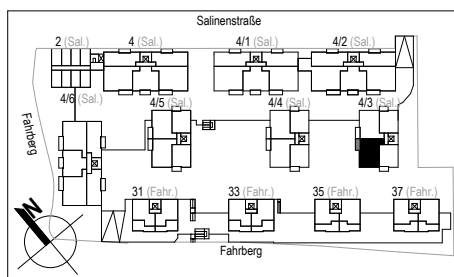 Salinenstraße
2 (Sal.) 4 (Sal.) 4/1 (Sal.) 4/2 (Sal.)
4/6 (Sal.) 4/5 (Sal.) 4/4 (Sal.) 4/3 (Sal.)
Fahrberg
31 (Fahr.) 33 (Fahr.) 35 (Fahr.) 37 (Fahr.)
N
Fahrberg